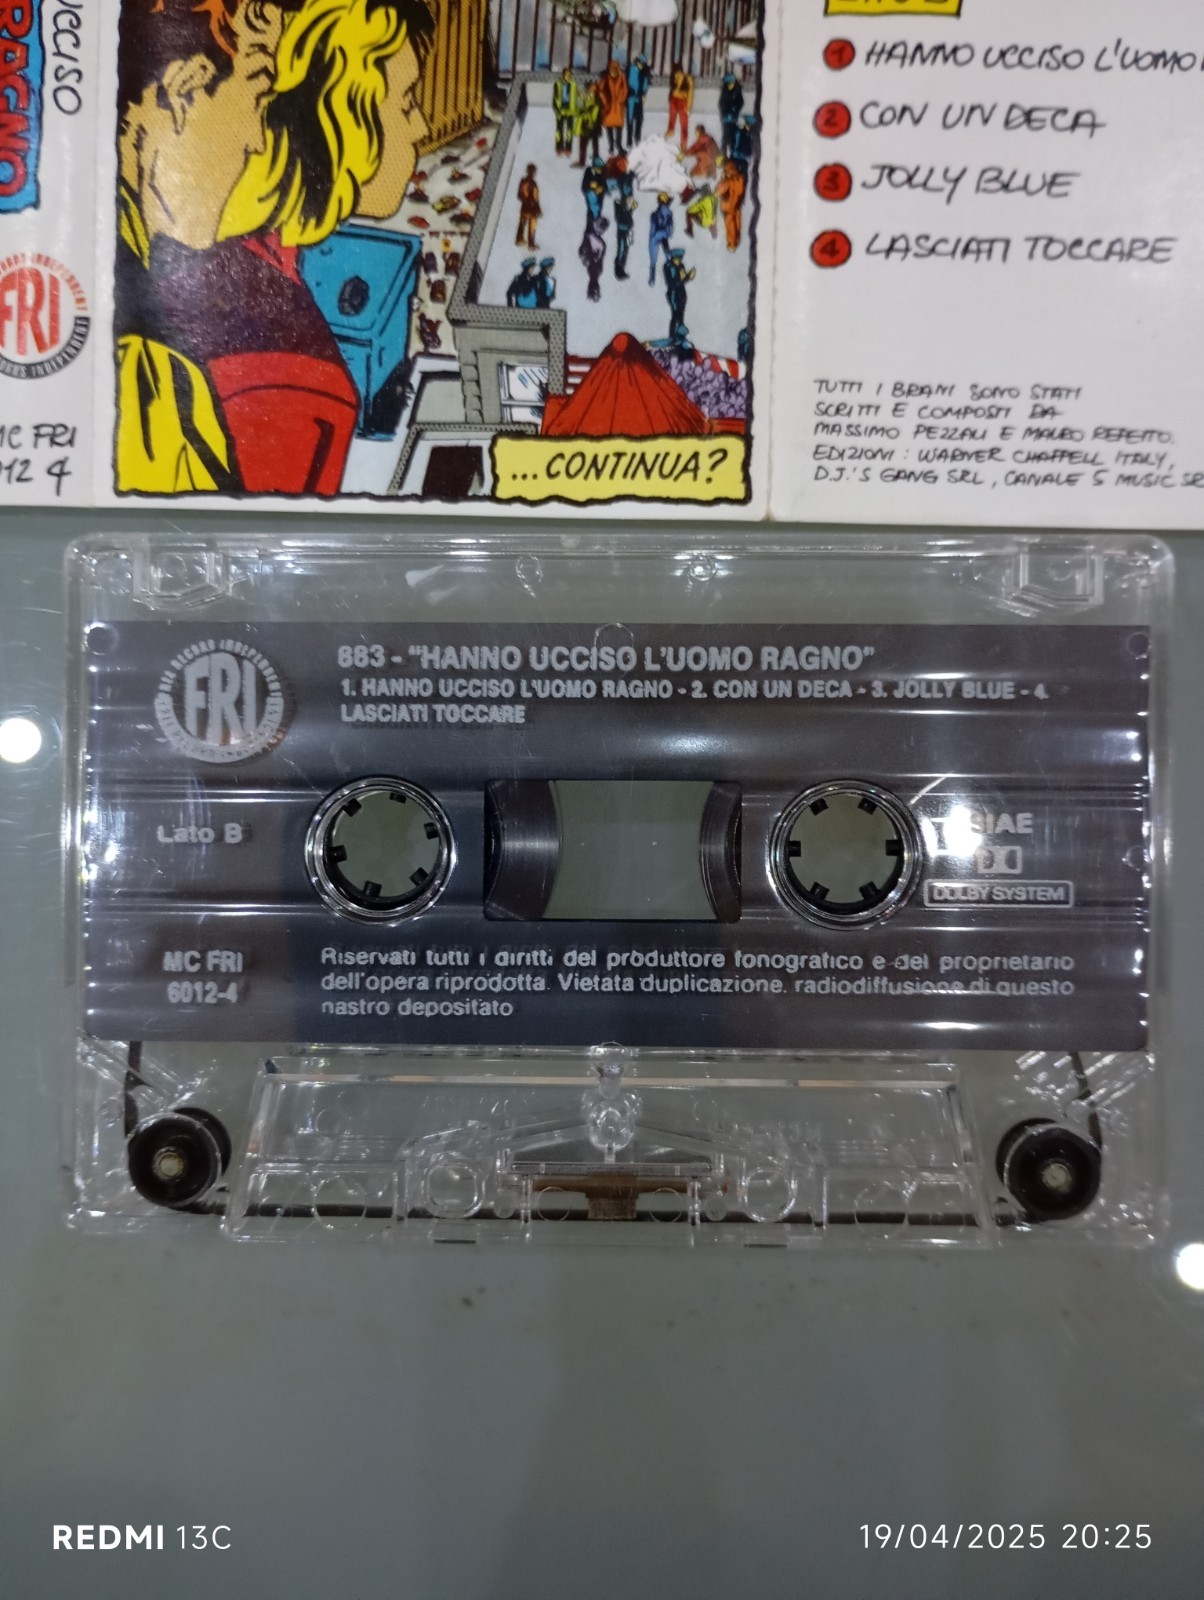 UCCISO
RAGNO
FRI
MC FRI
6012 4
...CONTINUA?
1 HANNO UCCISO L'UOMO
2 CON UN DECA
3 JOLLY BLUE
4 LASCIATI TOCCARE
TUTTI I BRANI SONO STATI
SCRITTI E COMPOSTI DA
MASSIMO PEZZALI E MAURO REPETTO.
EDIZIONI: WARNER CHAPPELL ITALY,
D.J.'S GANG SRL, CANALE 5 MUSIC SR
FRI
883 - "HANNO UCCISO L'UOMO RAGNO"
1. HANNO UCCISO L'UOMO RAGNO - 2. CON UN DECA - 3. JOLLY BLUE - 4.
LASCIATI TOCCARE
Lato B
SIAE
DOLBY SYSTEM
MC FRI
6012-4
Riservati tutti i diritti del produttore fonografico e del proprietario
dell'opera riprodotta. Vietata duplicazione, radiodiffusione di questo
nastro depositato
REDMI 13C
19/04/2025 20:25